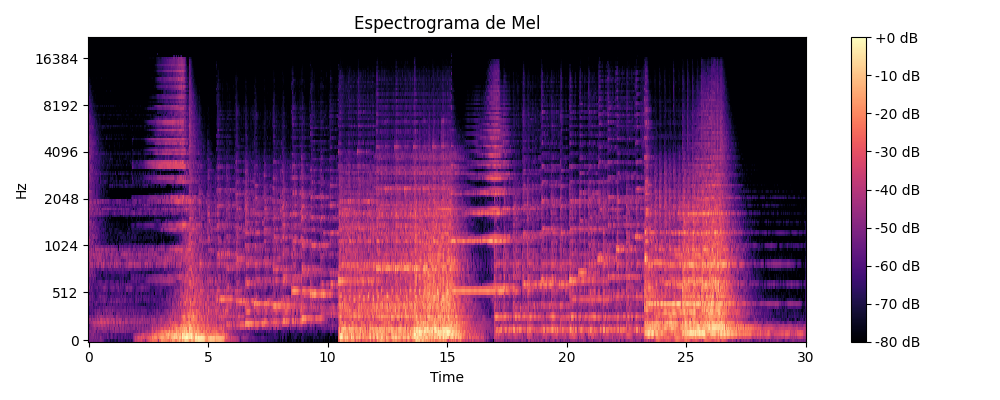 Espectrograma de Mel
Hz
16384
8192
4096
2048
1024
512
0
0 5 10 15 20 25 30
Time
+0 dB
-10 dB
-20 dB
-30 dB
-40 dB
-50 dB
-60 dB
-70 dB
-80 dB